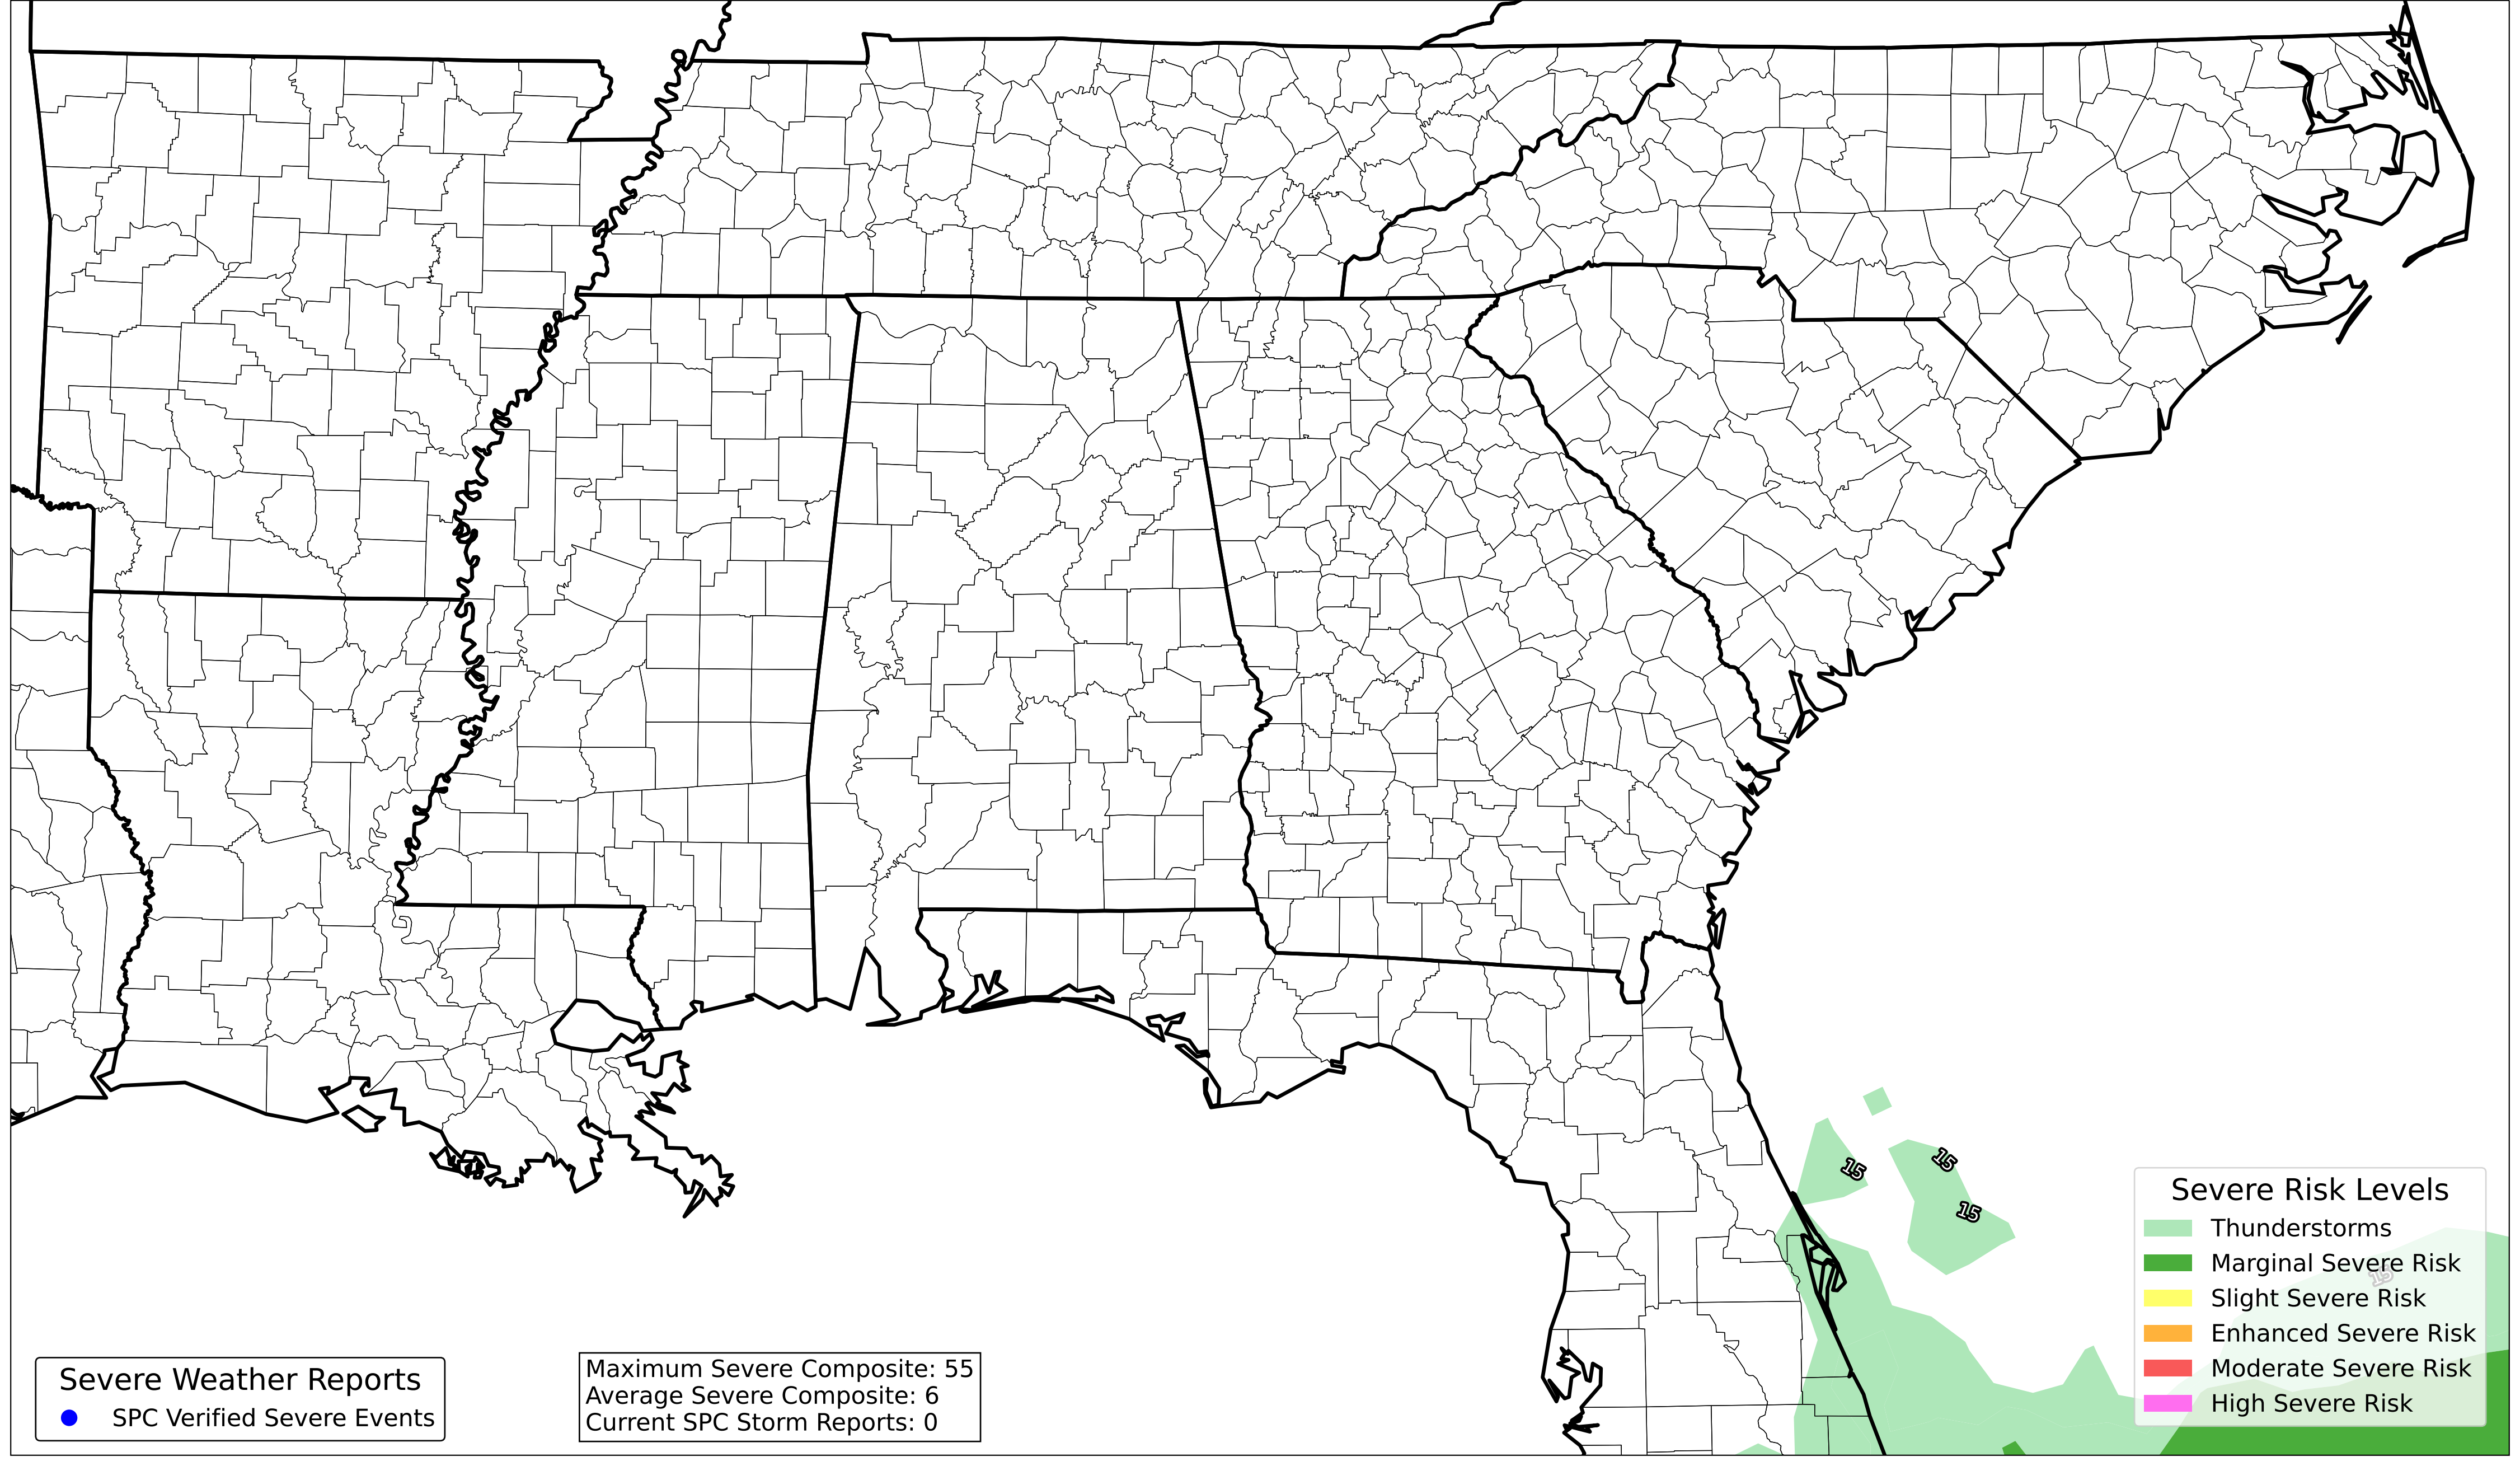 15
15
15
Severe Risk Levels
Thunderstorms
Marginal Severe Risk
15
Slight Severe Risk
Enhanced Severe Risk
Moderate Severe Risk
High Severe Risk
Severe Weather Reports
SPC Verified Severe Events
Maximum Severe Composite: 55
Average Severe Composite: 6
Current SPC Storm Reports: 0